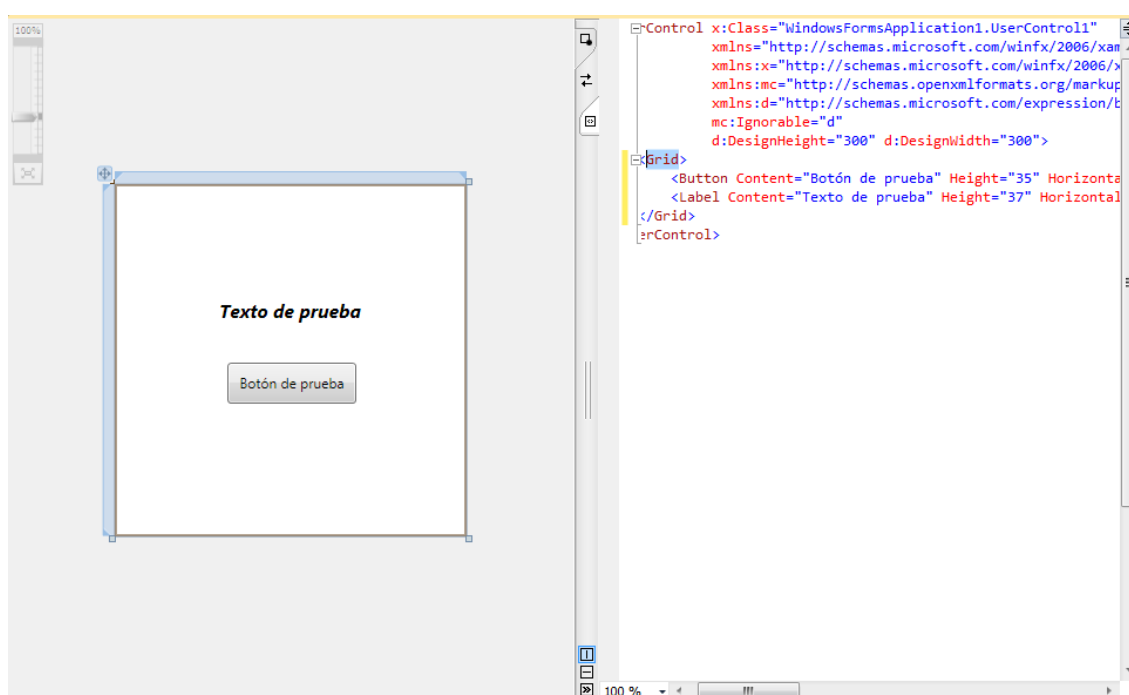 100%
Texto de prueba
Botón de prueba
rControl x:Class="WindowsFormsApplication1.UserControl1"
xmlns="http://schemas.microsoft.com/winfx/2006/xam
xmlns:x="http://schemas.microsoft.com/winfx/2006/x
xmlns:mc="http://schemas.openxmlformats.org/markup
xmlns:d="http://schemas.microsoft.com/expression/b
mc:Ignorable="d"
d:DesignHeight="300" d:DesignWidth="300">
<Grid>
<Button Content="Botón de prueba" Height="35" Horizonta
<Label Content="Texto de prueba" Height="37" Horizontal
</Grid>
erControl>
100 %